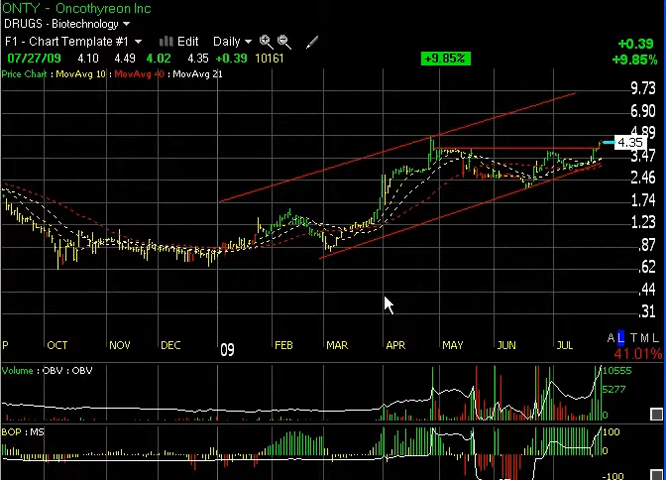 ONTY - Oncothyreon Inc
DRUGS - Biotechnology
F1 - Chart Template #1 Edit Daily
+0.39
07/27/09 4.10 4.49 4.02 4.35 +0.39 10161 +9.85% +9.85%
Price Chart : MovAvg 10 : MovAvg 40 : MovAvg 21
9.73
6.90
4.89
4.35
3.47
2.46
1.74
1.23
.87
.62
.44
.31
P OCT NOV DEC 09 FEB MAR APR MAY JUN JUL
A L T M L
41.01%
Volume : OBV : OBV
10555
5277
0
BOP : MS
100
0
-100